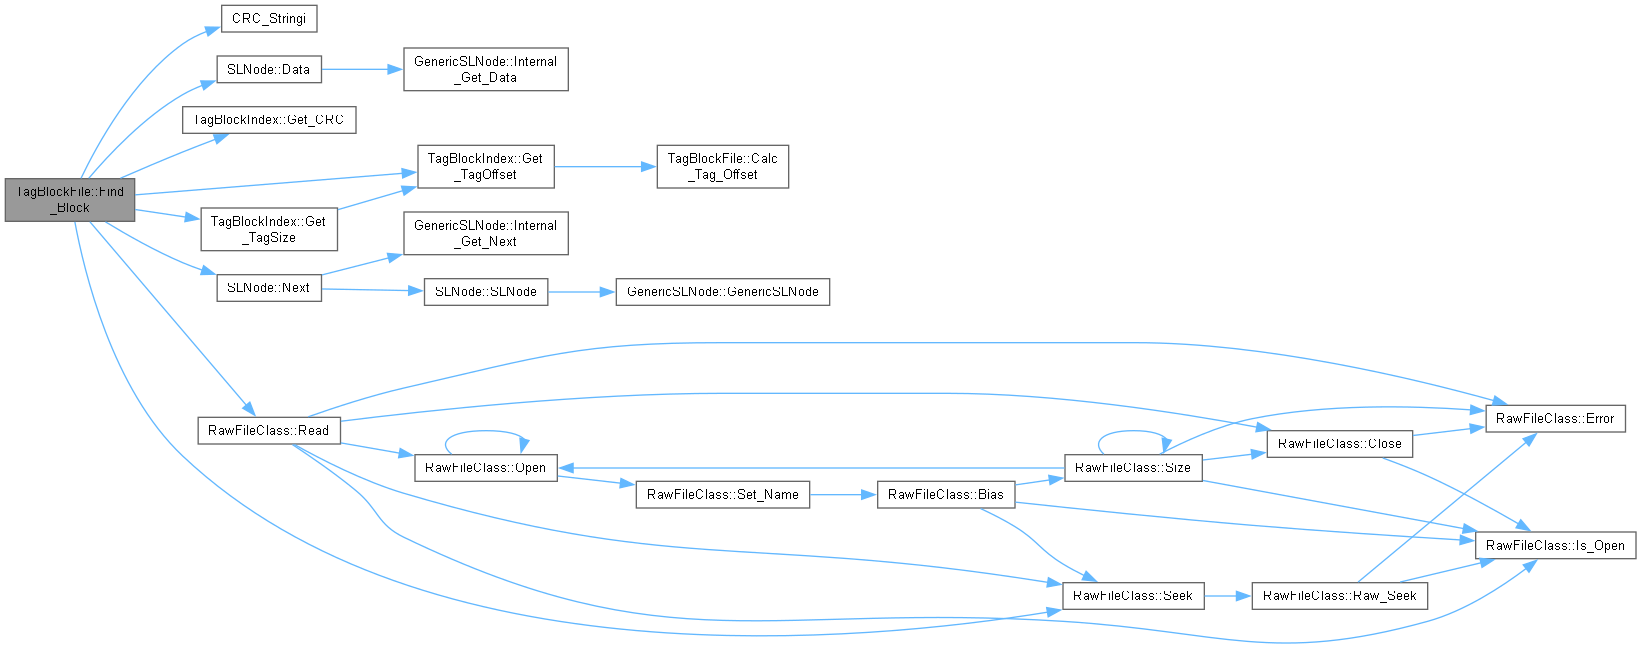 CRC_Stringi
SLNode::Data
GenericSLNode::Internal
_Get_Data
TagBlockIndex::Get_CRC
TagBlockIndex::Get
_TagOffset
TagBlockFile::Calc
_Tag_Offset
TagBlockFile::Find
_Block
TagBlockIndex::Get
_TagSize
GenericSLNode::Internal
_Get_Next
SLNode::Next
SLNode::SLNode
GenericSLNode::GenericSLNode
RawFileClass::Read
RawFileClass::Error
RawFileClass::Close
RawFileClass::Open
RawFileClass::Size
RawFileClass::Set_Name
RawFileClass::Bias
RawFileClass::Is_Open
RawFileClass::Seek
RawFileClass::Raw_Seek